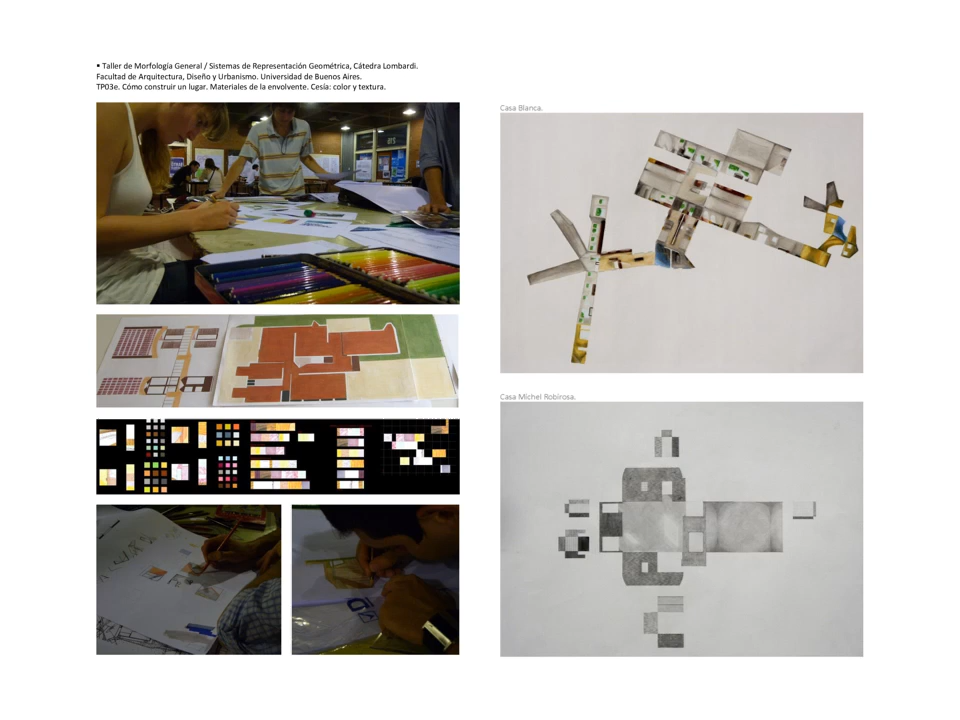 ▪ Taller de Morfología General / Sistemas de Representación Geométrica, Cátedra Lombardi.
Facultad de Arquitectura, Diseño y Urbanismo. Universidad de Buenos Aires.
TP03e. Cómo construir un lugar. Materiales de la envolvente. Cesía: color y textura.
Casa Blanca.
Casa Michel Robirosa.